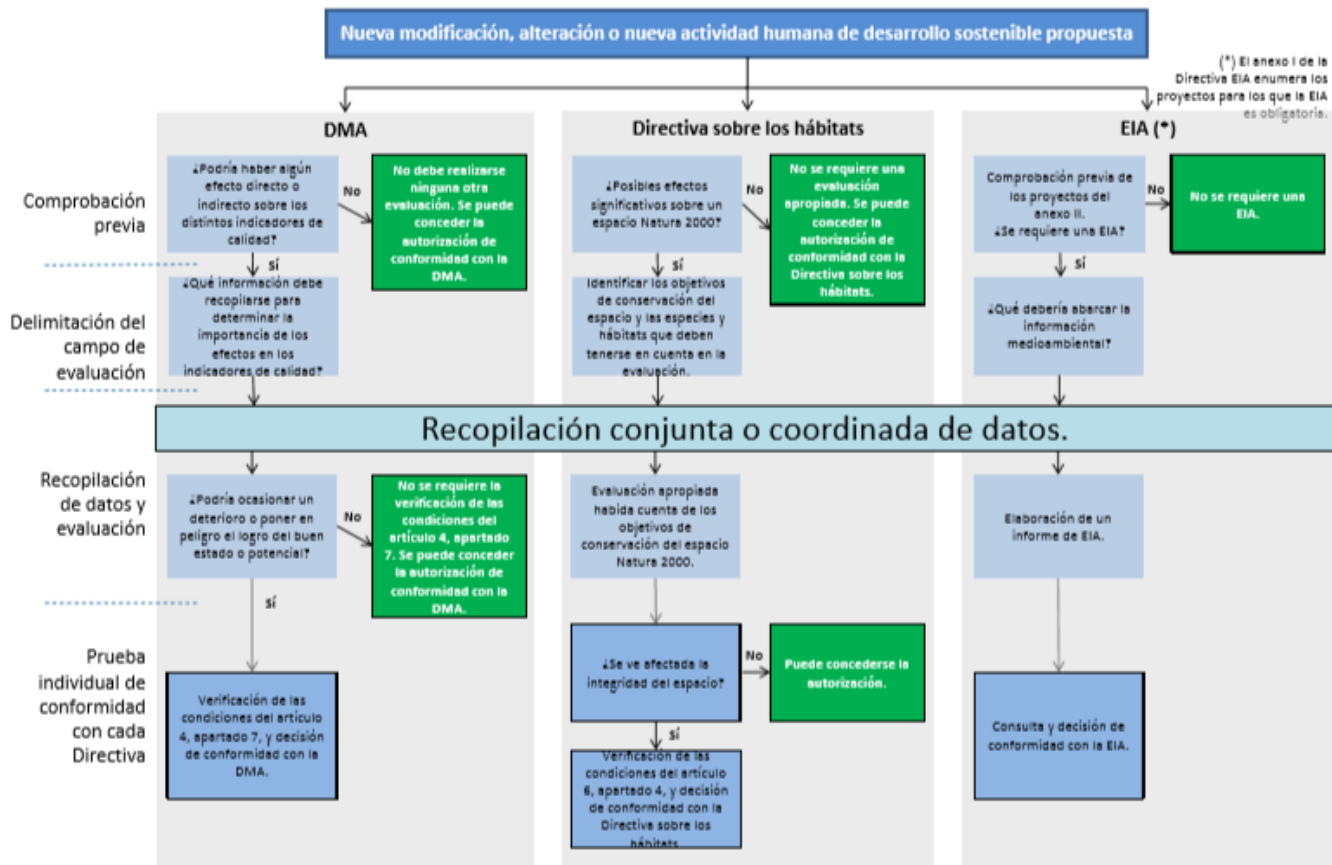 Nueva modificación, alteración o nueva actividad humana de desarrollo sostenible propuesta
(*) El anexo I de la
Directiva EIA enumera los
proyectos para los que la EIA
es obligatoria.
DMA
Directiva sobre los hábitats
EIA (*)
Comprobación
previa
¿Podría haber algún
efecto directo o
indirecto sobre los
distintos indicadores de
calidad?
No
No debe realizarse
ninguna otra
evaluación. Se puede
conceder la
autorización de
conformidad con la
DMA.
¿Posibles efectos
significativos sobre un
espacio Natura 2000?
No
No se requiere una
evaluación
apropiada. Se puede
conceder la
autorización de
conformidad con la
Directiva sobre los
hábitats.
Comprobación previa de
los proyectos del
anexo II.
¿Se requiere una EIA?
No
No se requiere una
EIA.
Sí
Sí
Sí
Delimitación del
campo de
evaluación
¿Qué información debe
recopilarse para
determinar la
importancia de los
efectos en los
indicadores de calidad?
Identificar los objetivos
de conservación del
espacio y las especies y
hábitats que deben
tenerse en cuenta en la
evaluación.
¿Qué debería abarcar la
información
medioambiental?
Recopilación conjunta o coordinada de datos.
Recopilación
de datos y
evaluación
¿Podría ocasionar un
deterioro o poner en
peligro el logro del buen
estado o potencial?
No
No se requiere la
verificación de las
condiciones del
artículo 4, apartado
7. Se puede conceder
la autorización de
conformidad con la
DMA.
Evaluación apropiada
habida cuenta de los
objetivos de
conservación del espacio
Natura 2000.
Elaboración de un
informe de EIA.
Sí
Prueba
individual de
conformidad
con cada
Directiva
Verificación de las
condiciones del artículo
4, apartado 7, y decisión
de conformidad con la
DMA.
¿Se ve afectada la
integridad del espacio?
No
Puede concederse la
autorización.
Sí
Verificación de las
condiciones del artículo
6, apartado 4, y decisión
de conformidad con la
Directiva sobre los
hábitats
Consulta y decisión de
conformidad con la EIA.